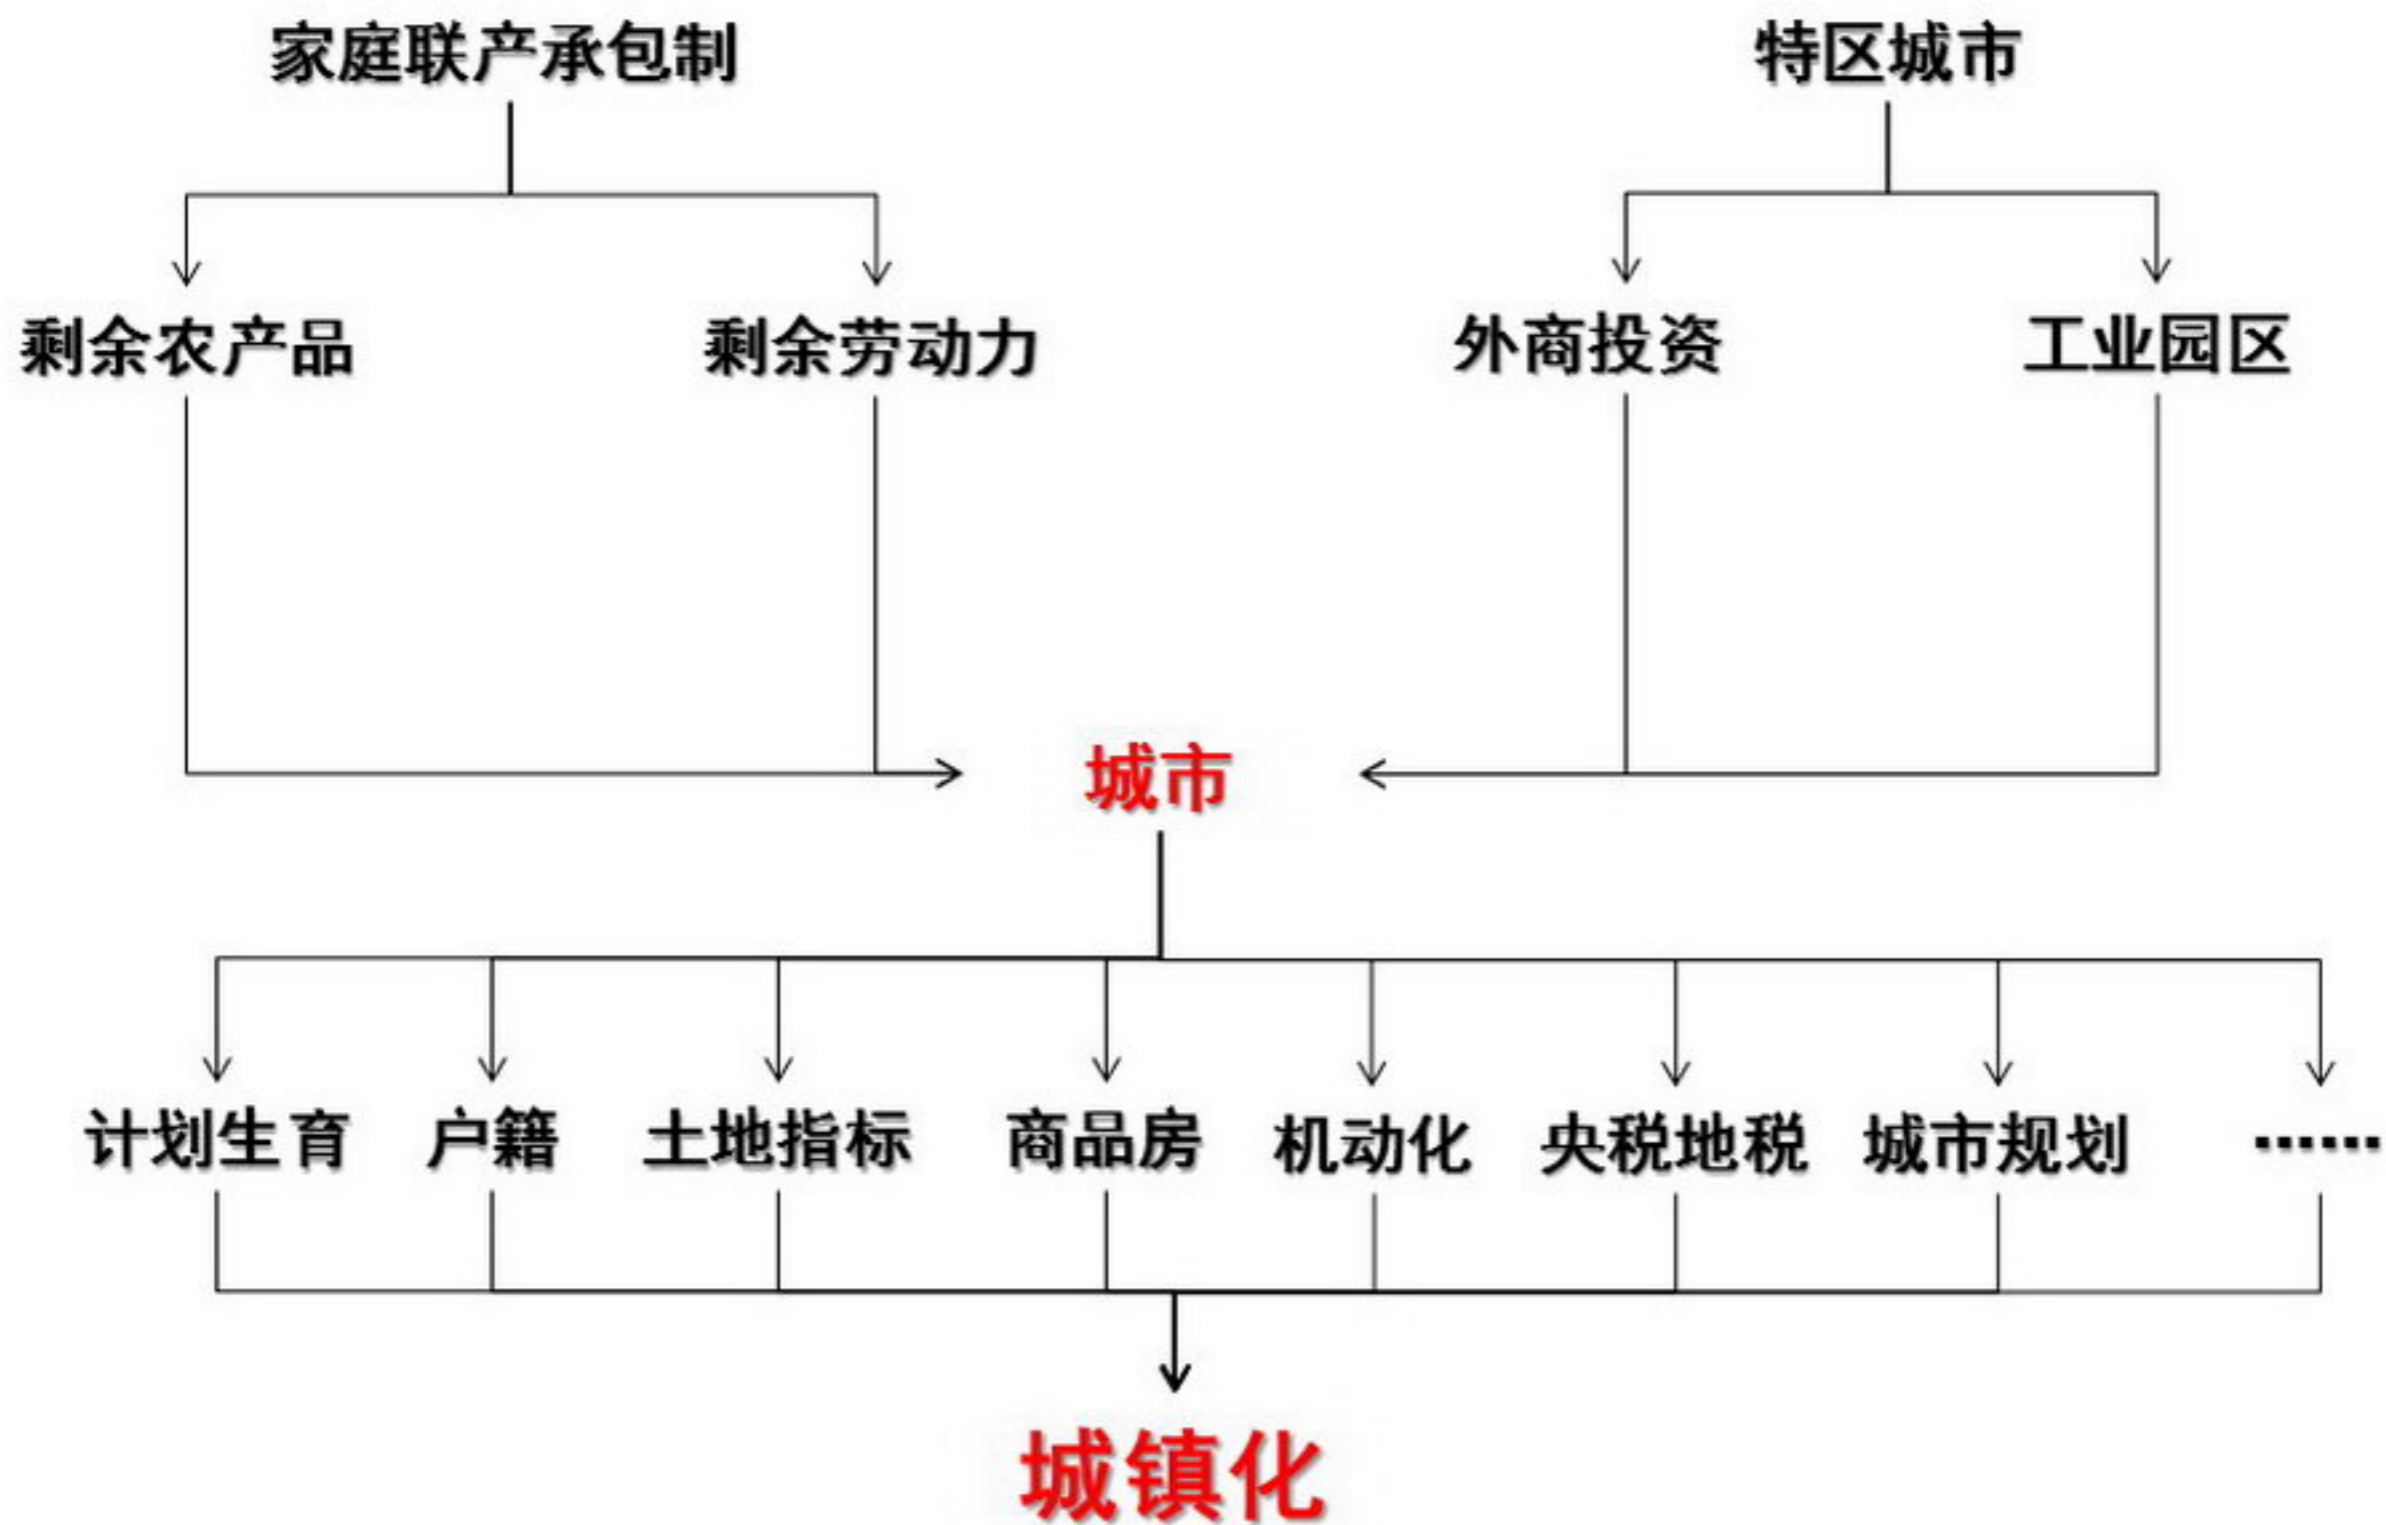 家庭联产承包制
特区城市
剩余农产品
剩余劳动力
外商投资
工业园区
城市
计划生育
户籍
土地指标
商品房
机动化
央税地税
城市规划
……
城镇化